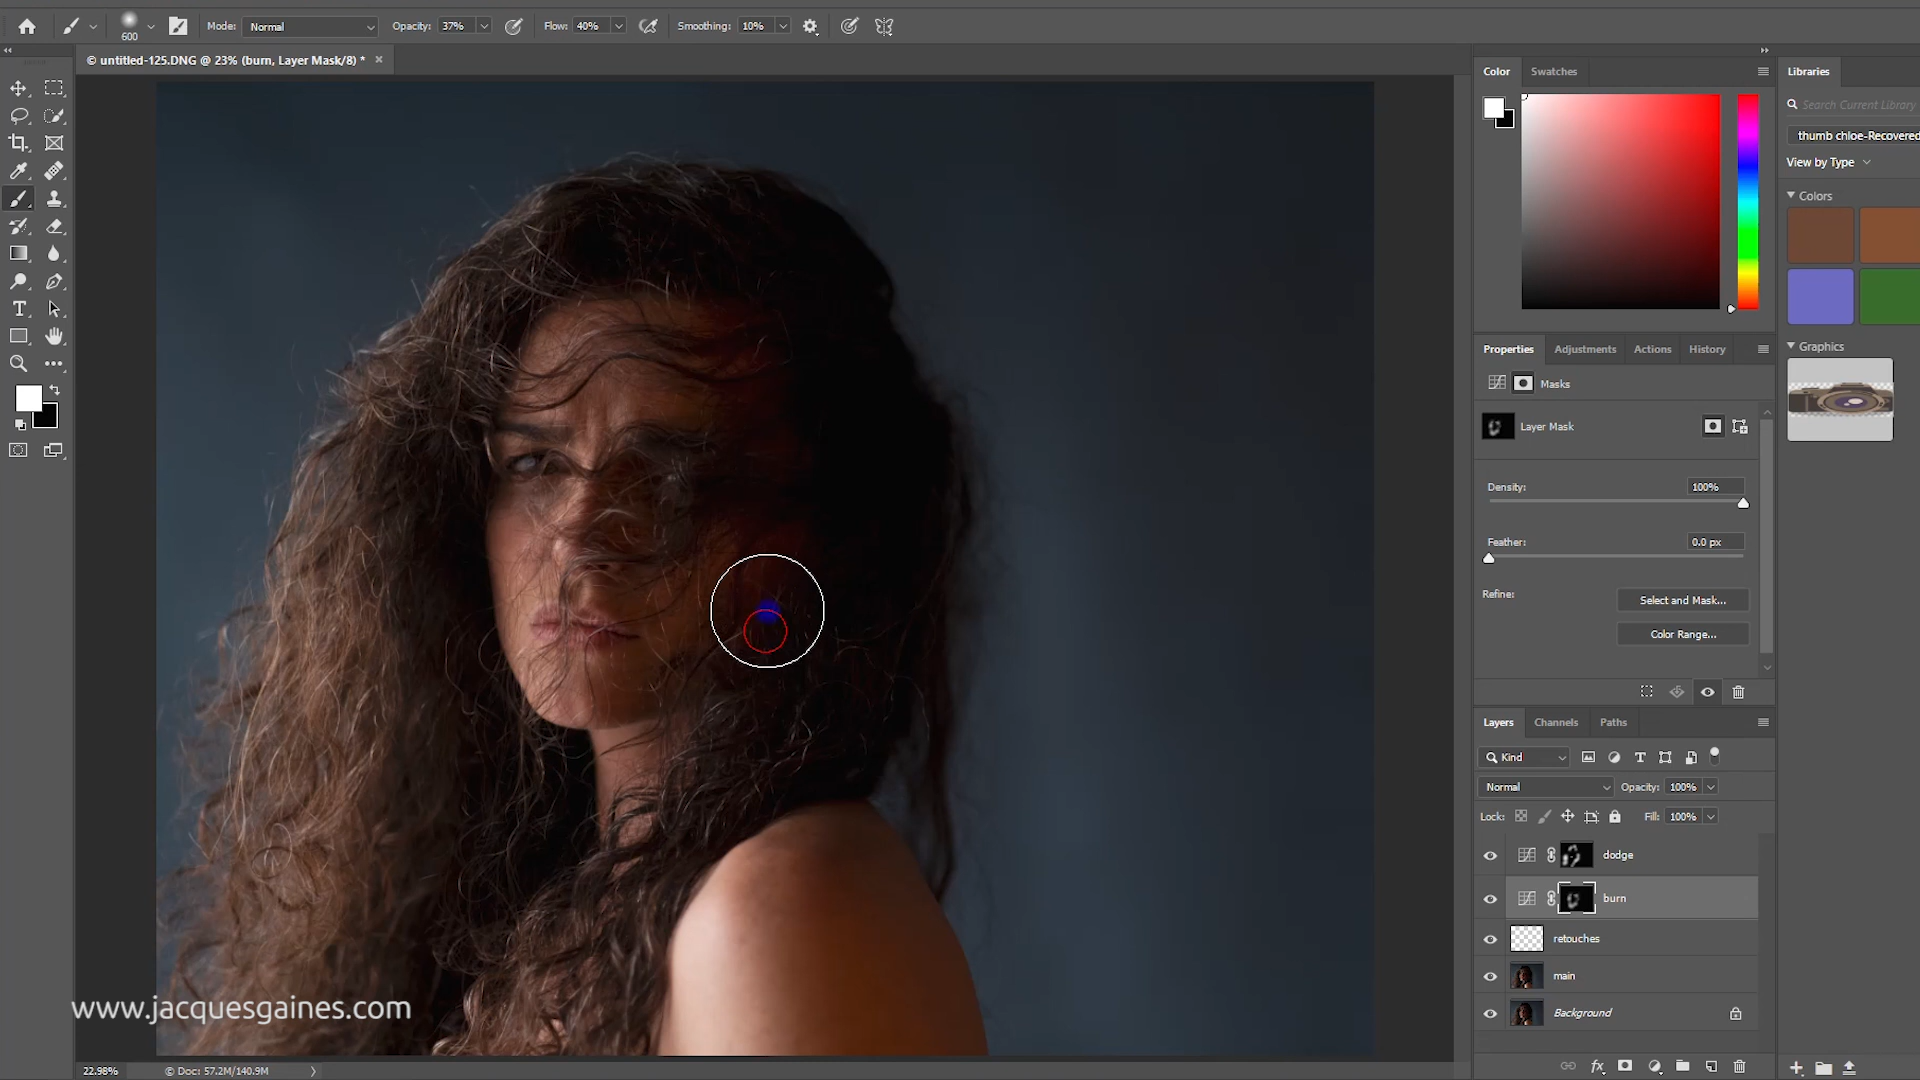 600
Mode: Normal
Opacity: 37%
Flow: 40%
Smoothing: 10%
© untitled-125.DNG @ 23% (burn, Layer Mask/8) * ×
Color
Swatches
Libraries
Search Current Library
thumb chloe-Recovered
View by Type
Colors
Graphics
Properties
Adjustments
Actions
History
Masks
Layer Mask
Density: 100%
Feather: 0.0 px
Refine:
Select and Mask...
Color Range...
Layers
Channels
Paths
Kind
Normal
Opacity: 100%
Lock:
Fill: 100%
dodge
burn
retouches
main
Background
www.jacquesgaines.com
22.98%
© Doc: 57.2M/140.9M